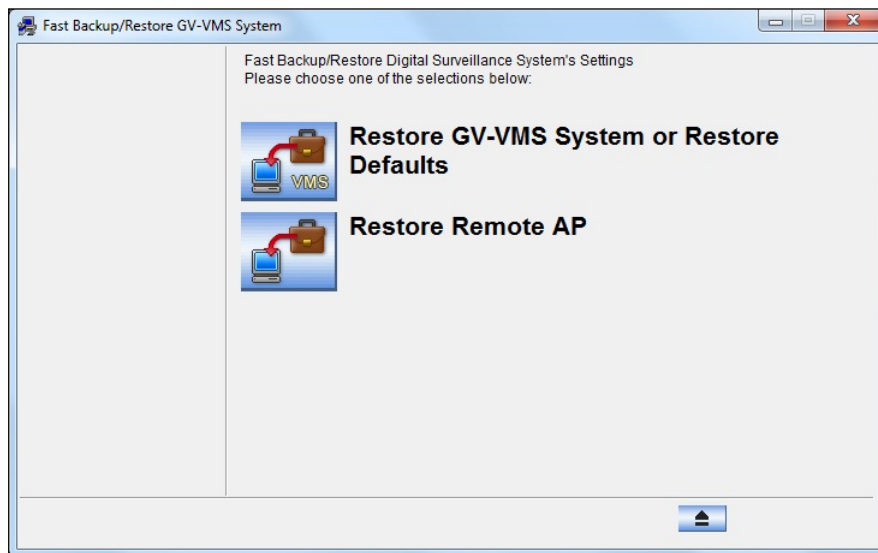 Fast Backup/Restore GV-VMS System
Fast Backup/Restore Digital Surveillance System's Settings
Please choose one of the selections below:
VMS
Restore GV-VMS System or Restore
Defaults
Restore Remote AP